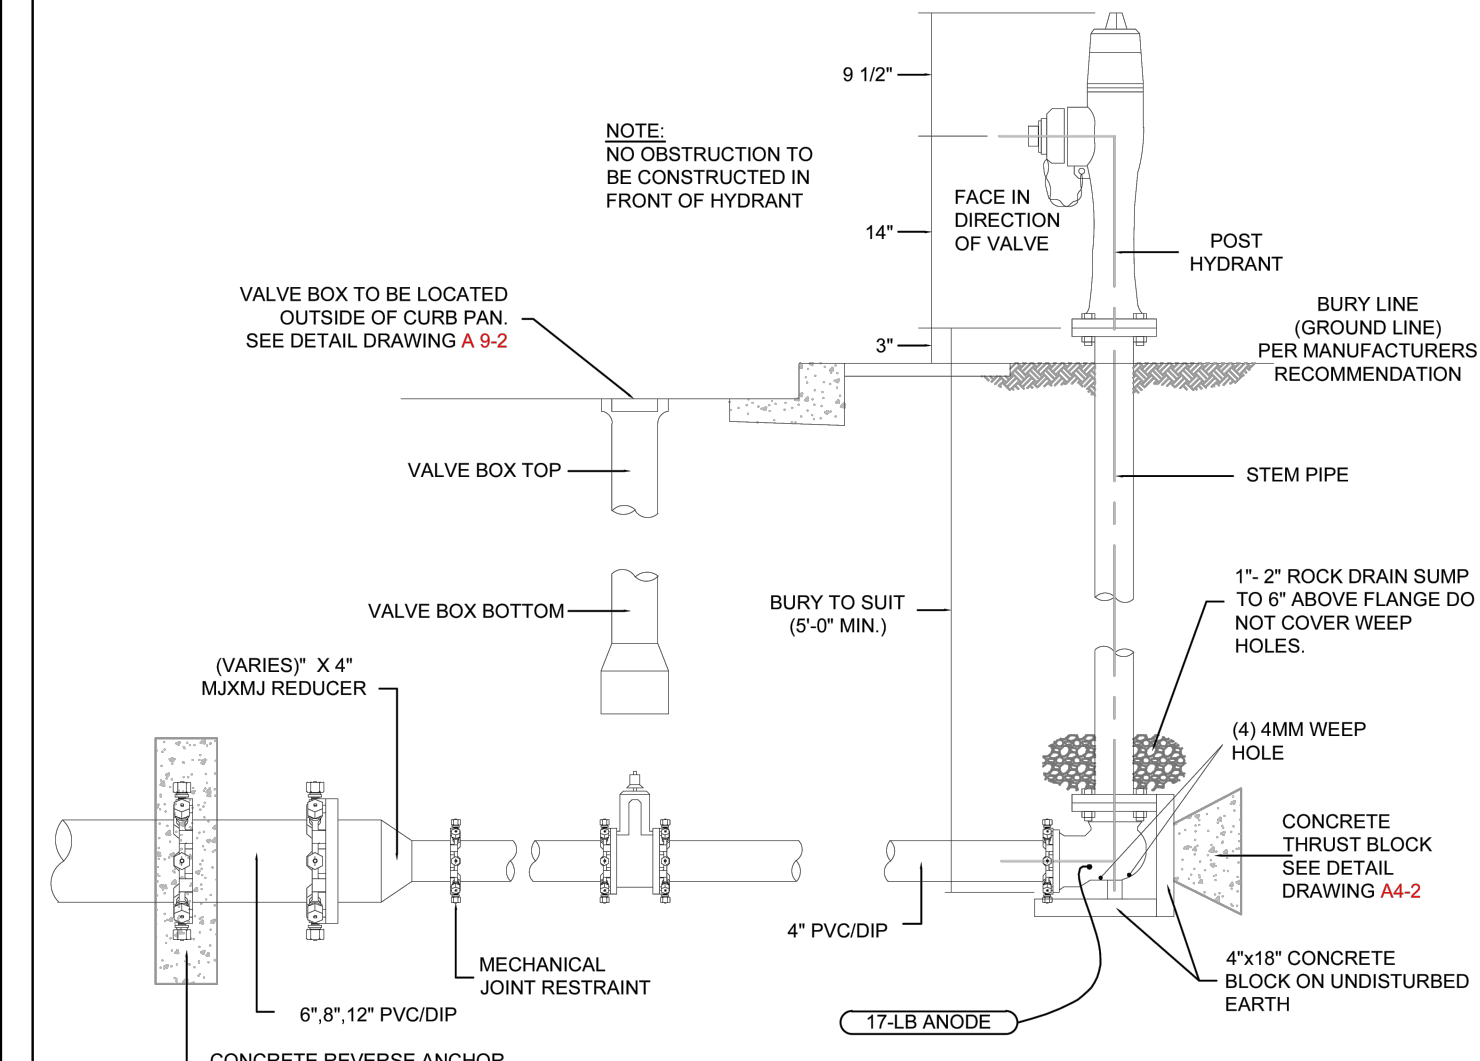 9 1/2"
NOTE:
NO OBSTRUCTION TO
BE CONSTRUCTED IN
FRONT OF HYDRANT
FACE IN
DIRECTION
OF VALVE
14"
POST
HYDRANT
VALVE BOX TO BE LOCATED
OUTSIDE OF CURB PAN.
SEE DETAIL DRAWING A 9-2
3"
BURY LINE
(GROUND LINE)
PER MANUFACTURERS
RECOMMENDATION
VALVE BOX TOP
STEM PIPE
VALVE BOX BOTTOM
BURY TO SUIT
(5'-0" MIN.)
1"- 2" ROCK DRAIN SUMP
TO 6" ABOVE FLANGE DO
NOT COVER WEEP
HOLES.
(VARIES)" X 4"
MJXMJ REDUCER
(4) 4MM WEEP
HOLE
CONCRETE
THRUST BLOCK
SEE DETAIL
DRAWING A4-2
4" PVC/DIP
MECHANICAL
JOINT RESTRAINT
4"x18" CONCRETE
BLOCK ON UNDISTURBED
EARTH
6",8",12" PVC/DIP
17-LB ANODE
CONCRETE REVERSE ANCHOR